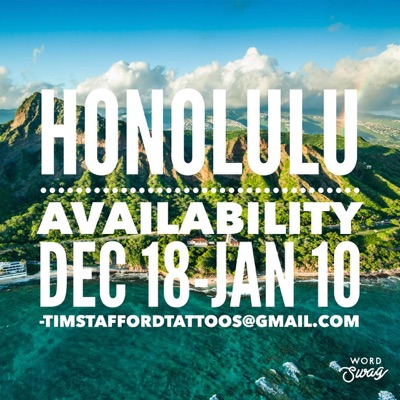 HONOLULU
AVAILABILITY
DEC 18-JAN 10
-TIMSTAFFORDTATTOOS@GMAIL.COM
WORD
Swag